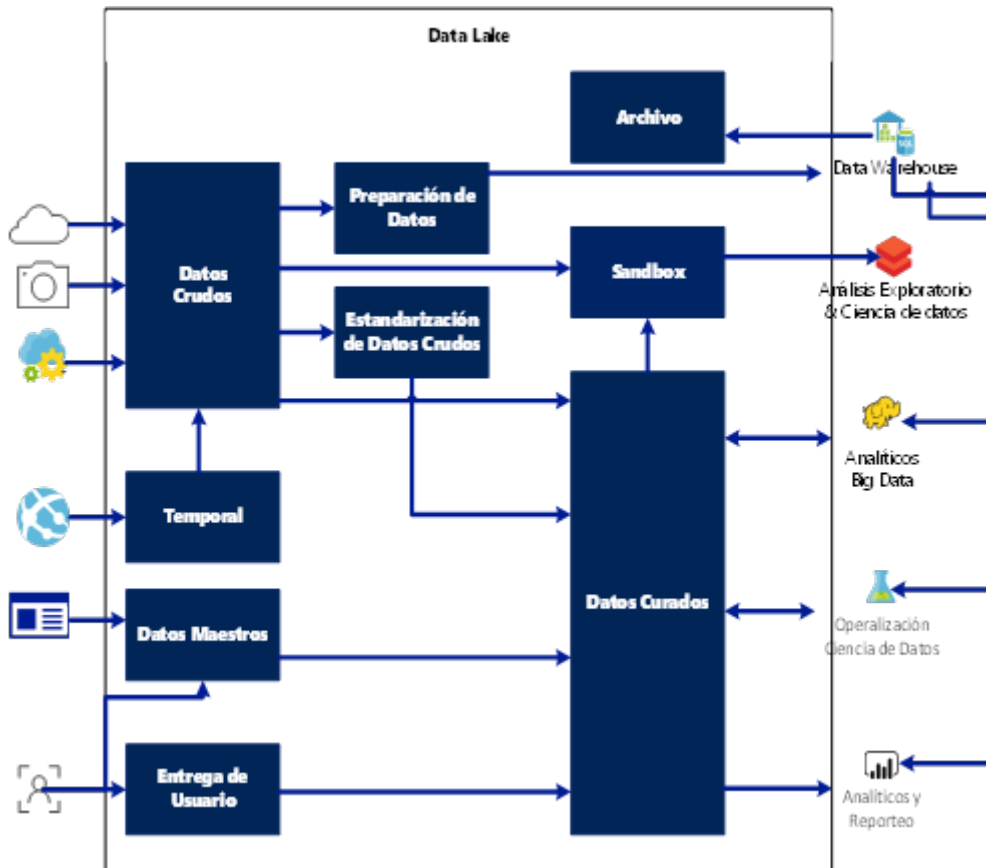 Data Lake
Archivo
Data Warehouse
Preparación de
Datos
Datos
Crudos
Sandbox
Análisis Exploratorio
& Ciencia de datos
Estandarización
de Datos Crudos
Analíticos
Big Data
Temporal
Datos Maestros
Datos Curados
Operalización
Ciencia de Datos
Entrega de
Usuario
Analíticos y
Reporteo